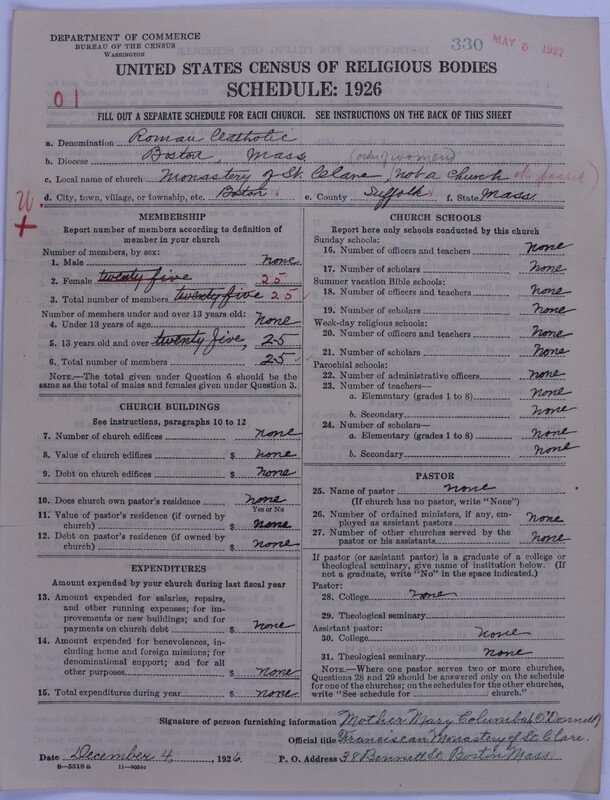 DEPARTMENT OF COMMERCE
BUREAU OF THE CENSUS
WASHINGTON
330 MAY 5 1927
UNITED STATES CENSUS OF RELIGIOUS BODIES
SCHEDULE: 1926
01
FILL OUT A SEPARATE SCHEDULE FOR EACH CHURCH. SEE INSTRUCTIONS ON THE BACK OF THIS SHEET
a. Denomination Roman Catholic
b. Diocese Boston, Mass. (order of women)
c. Local name of church Monastery of St. Clare (not a Church
d. City, town, village, or township, etc. Boston e. County Suffolk f. State Mass.
MEMBERSHIP
Report number of members according to definition of
member in your church
Number of members, by sex:
1. Male none
2. Female twenty five 25
3. Total number of members twenty five 25
Number of members under and over 13 years old:
4. Under 13 years of age none
5. 13 years old and over twenty five, 25
6. Total number of members 25
NOTE.—The total given under Question 6 should be the
same as the total of males and females given under Question 3.
CHURCH BUILDINGS
See instructions, paragraphs 10 to 12
7. Number of church edifices none
8. Value of church edifices $ none
9. Debt on church edifices $ none
10. Does church own pastor's residence none
Yes or No
11. Value of pastor's residence (if owned by
church) $ none
12. Debt on pastor's residence (if owned by
church) $ none
EXPENDITURES
Amount expended by your church during last fiscal year
13. Amount expended for salaries, repairs,
and other running expenses; for im-
provements or new buildings; and for
payments on church debt $ none
14. Amount expended for benevolences, in-
cluding home and foreign missions; for
denominational support; and for all
other purposes $ none
15. Total expenditures during year $ none.
CHURCH SCHOOLS
Report here only schools conducted by this church
Sunday schools:
16. Number of officers and teachers none
17. Number of scholars none
Summer vacation Bible schools:
18. Number of officers and teachers none
19. Number of scholars none
Week-day religious schools:
20. Number of officers and teachers none
21. Number of scholars none
Parochial schools:
22. Number of administrative officers none
23. Number of teachers—
a. Elementary (grades 1 to 8) none
b. Secondary none
24. Number of scholars—
a. Elementary (grades 1 to 8) none
b. Secondary none
PASTOR
25. Name of pastor none
(If church has no pastor, write "None")
26. Number of ordained ministers, if any, em-
ployed as assistant pastors none
27. Number of other churches served by the
pastor or his assistants none
If pastor (or assistant pastor) is a graduate of a college or
theological seminary, give name of institution below. (If
not a graduate, write "No" in the space indicated.)
Pastor:
28. College none
29. Theological seminary
Assistant pastor:
30. College none
31. Theological seminary none
NOTE.—Where one pastor serves two or more churches,
Questions 28 and 29 should be answered only on the schedule
for one of the churches; on the schedules for the other churches,
write "See schedule for church."
Signature of person furnishing information Mother Mary Columba (O'Donnell)
Official title Franciscan Monastery of St. Clare.
Date December 4, , 1926. P. O. Address 38 Bennett St. Boston Mass.
8—5318 a